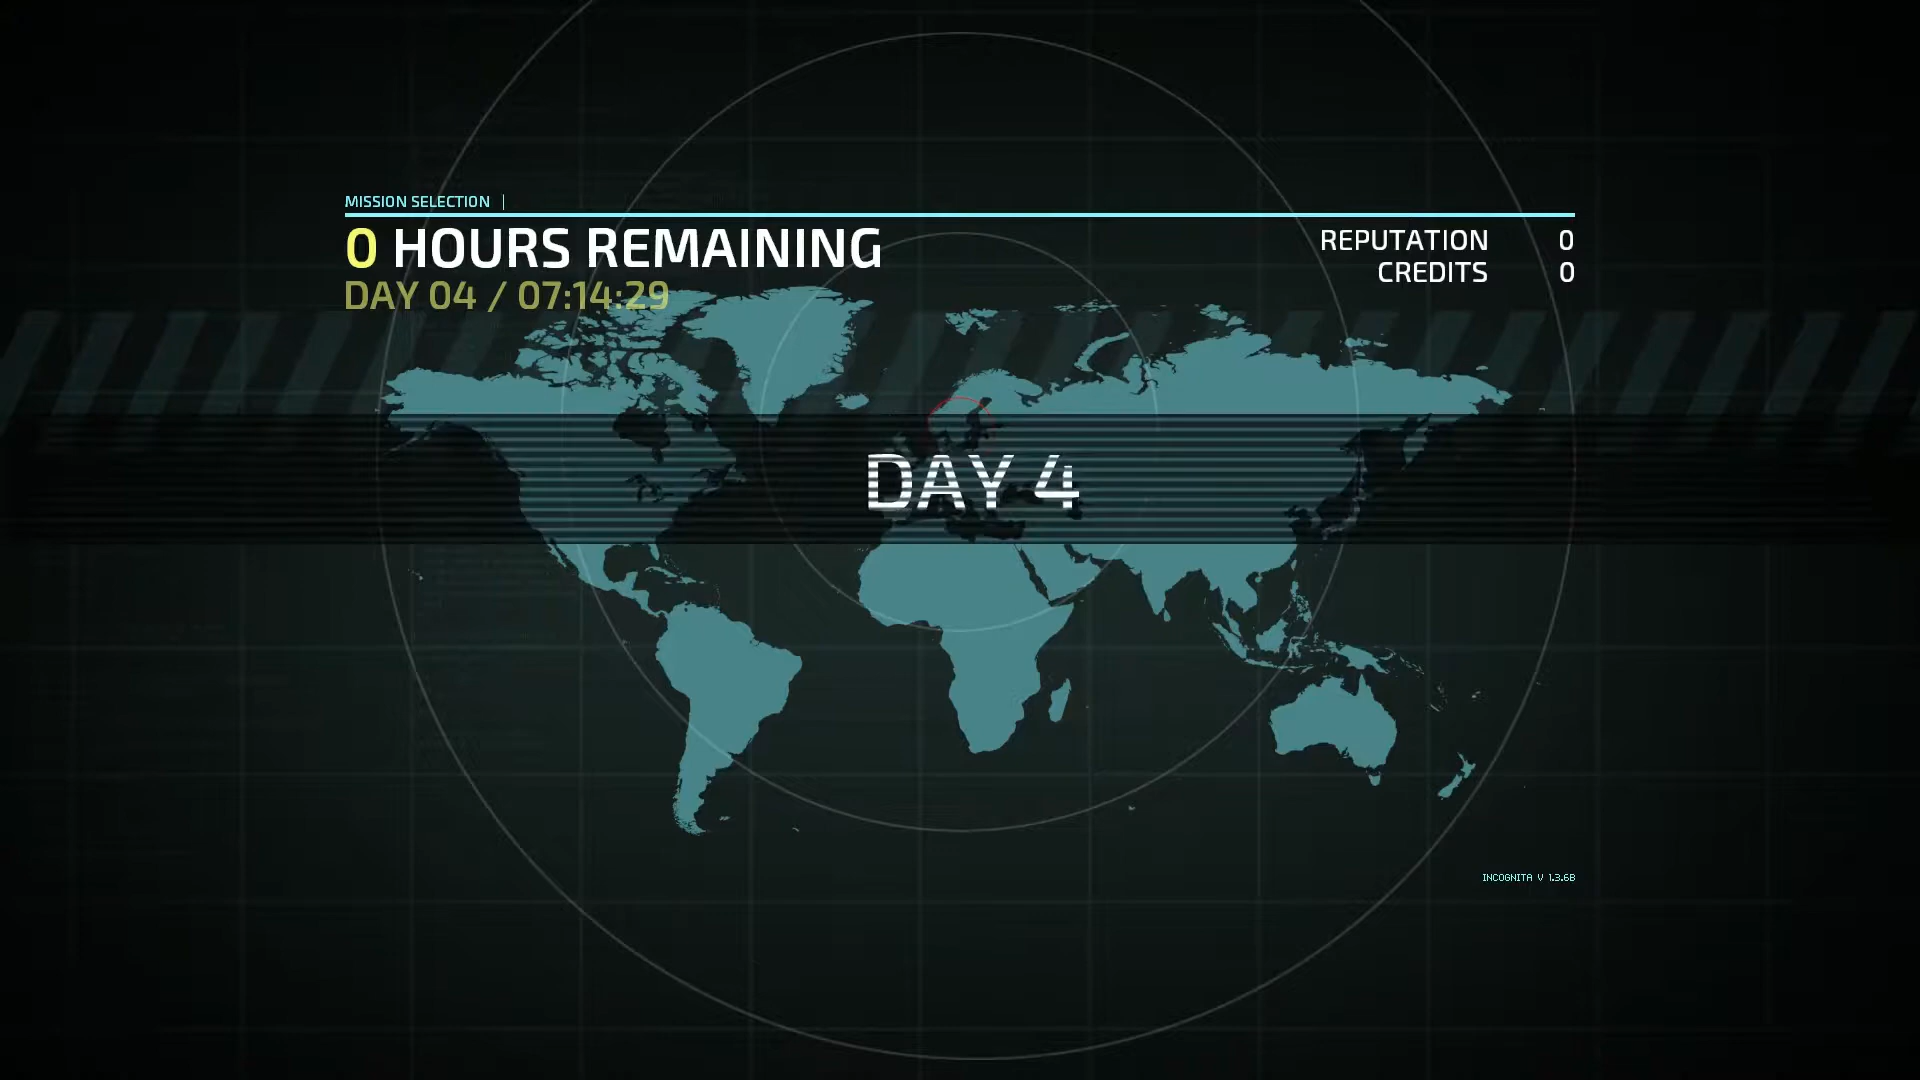 MISSION SELECTION
0 HOURS REMAINING
DAY 04 / 07:14:29
REPUTATION 0
CREDITS 0
DAY 4
INCOGNITA V 1.3.6B